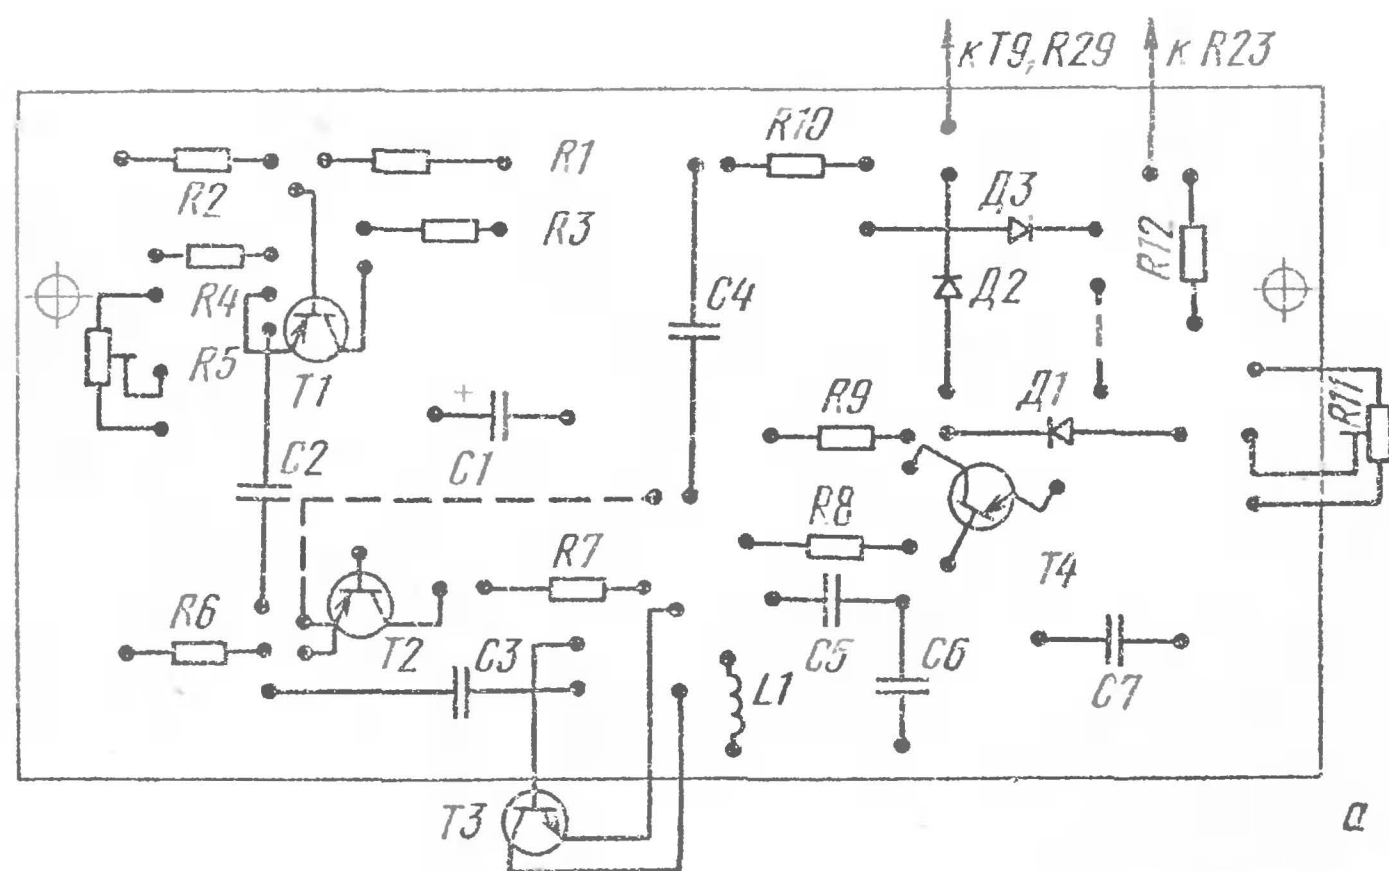 к Т9, R29 к R23
R10
R1
R2 Д3
R3 R12
R4 C4 Д2
R5
T1 R9 Д1 R11
+
C2 C1
R8
R7 T4
R6
T2 C3 C5 C6
L1 C7
T3
а